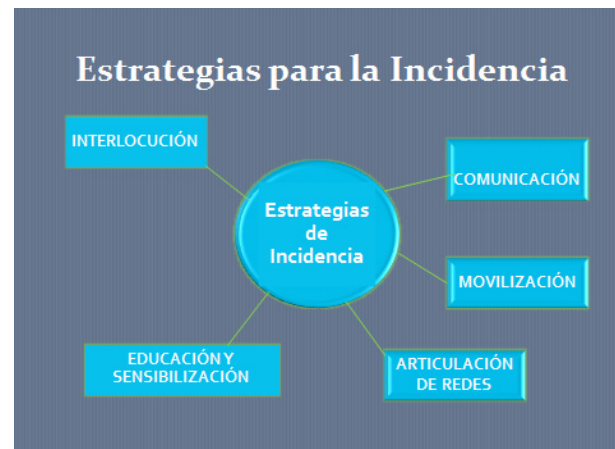 Estrategias para la Incidencia
INTERLOCUCIÓN
COMUNICACIÓN
Estrategias
de
Incidencia
MOVILIZACIÓN
EDUCACIÓN Y
SENSIBILIZACIÓN
ARTICULACIÓN
DE REDES